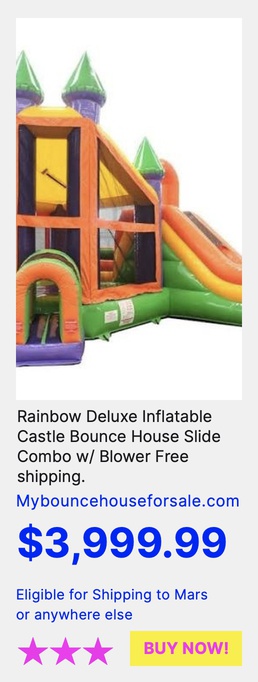 Rainbow Deluxe Inflatable
Castle Bounce House Slide
Combo w/ Blower Free
shipping.
Mybouncehouseforsale.com
$3,999.99
Eligible for Shipping to Mars
or anywhere else
BUY NOW!